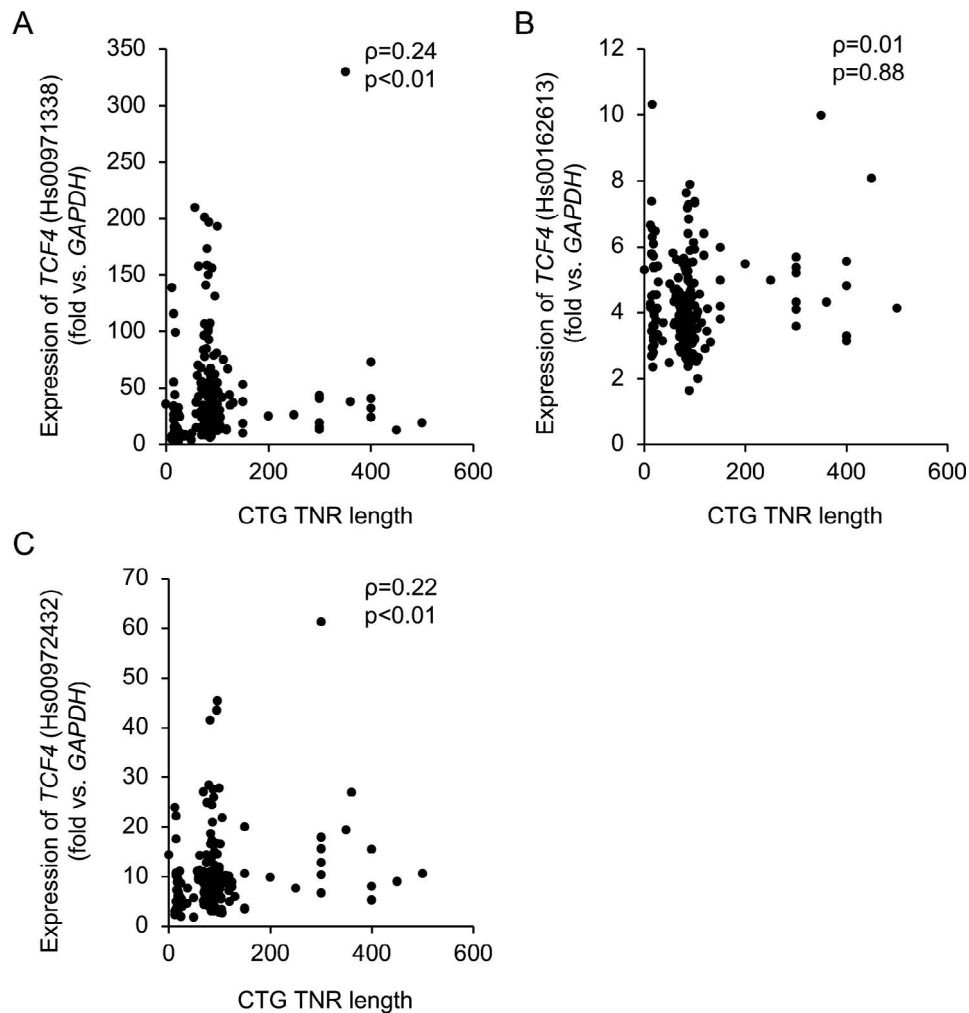 A
Expression of TCF4 (Hs00971338)
(fold vs. GAPDH)
350
300
250
200
150
100
50
0
0
200
400
600
CTG TNR length
ρ=0.24
p<0.01
B
Expression of TCF4 (Hs00162613)
(fold vs. GAPDH)
12
10
8
6
4
2
0
0
200
400
600
CTG TNR length
ρ=0.01
p=0.88
C
Expression of TCF4 (Hs00972432)
(fold vs. GAPDH)
70
60
50
40
30
20
10
0
0
200
400
600
CTG TNR length
ρ=0.22
p<0.01